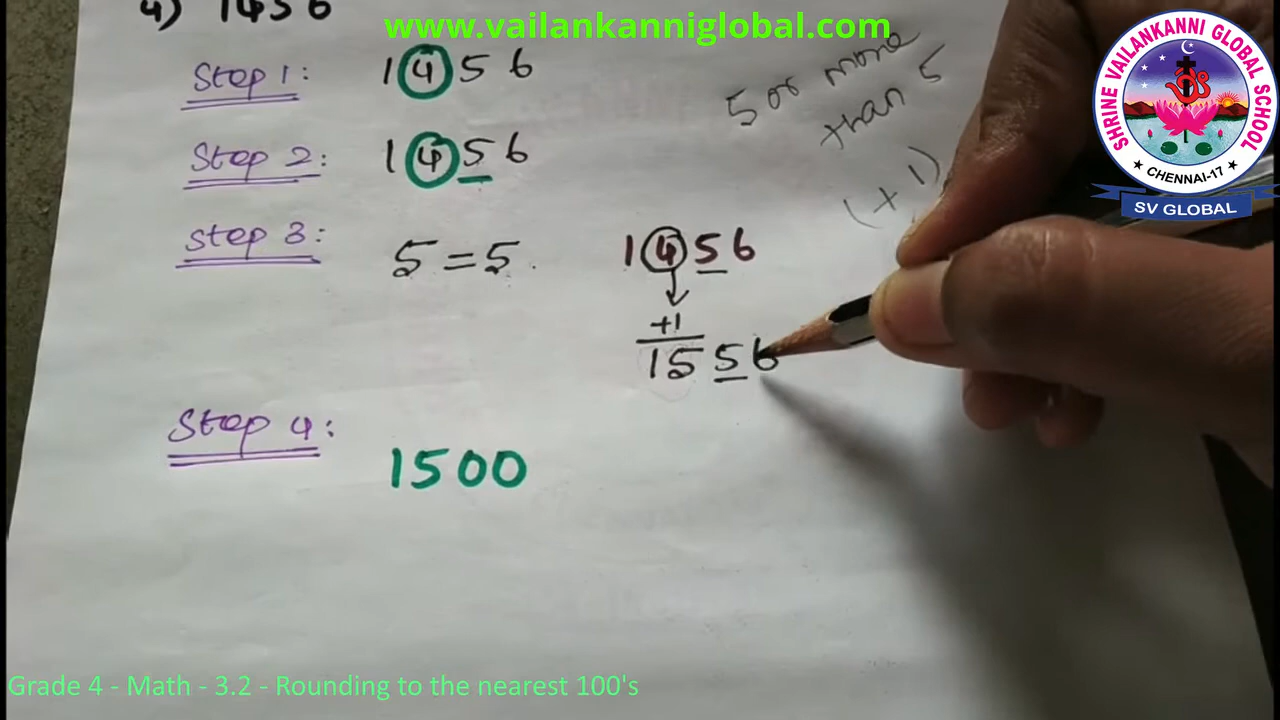 www.vailankanniglobal.com
4) 1456
Step 1: 1456
Step 2: 1456
Step 3: 5=5.
5 or more
than 5
(+1)
1456
+1
1556
Step 4: 1500
SHRINE VAILANKANNI GLOBAL SCHOOL
★ CHENNAI-17 ★
SV GLOBAL
Grade 4 - Math - 3.2 - Rounding to the nearest 100's